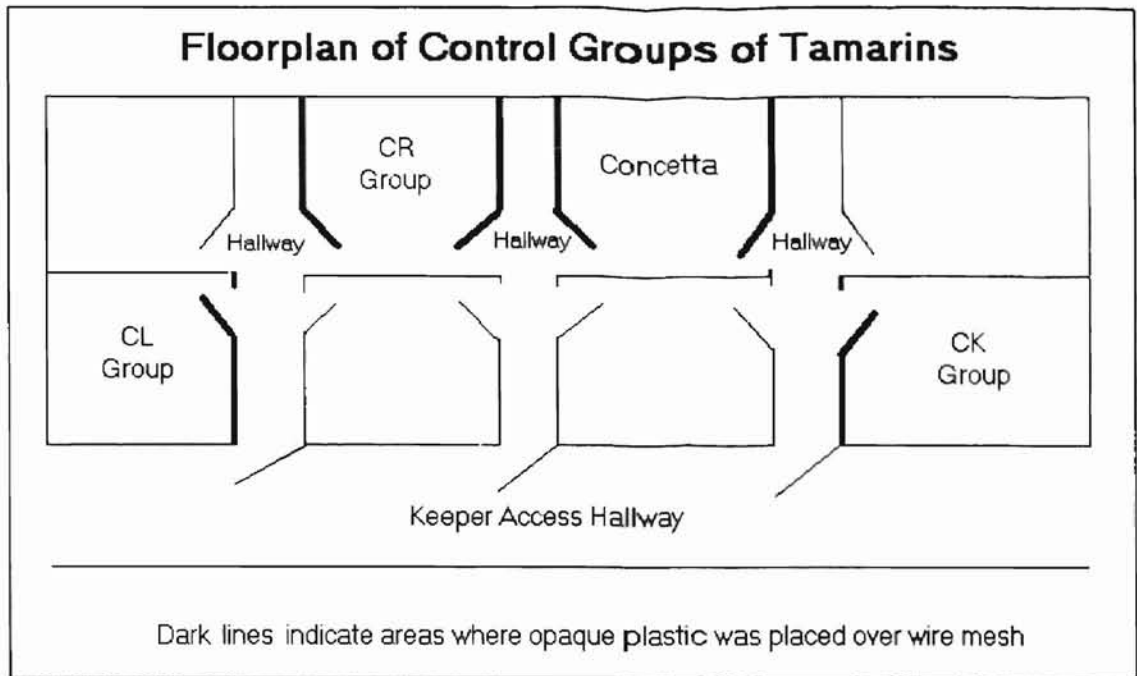 Floorplan of Control Groups of Tamarins
CR
Group
Concetta
Hallway
Hallway
Hallway
CL
Group
CK
Group
Keeper Access Hallway
Dark lines indicate areas where opaque plastic was placed over wire mesh